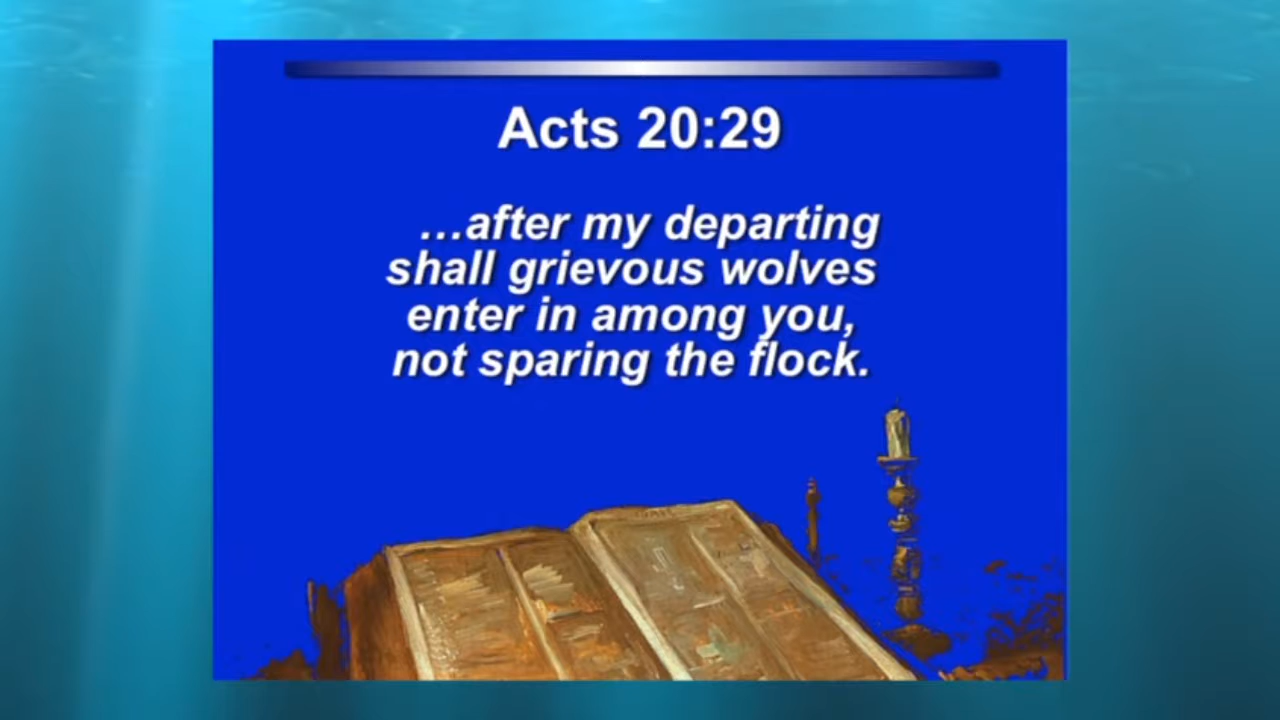 Acts 20:29
…after my departing
shall grievous wolves
enter in among you,
not sparing the flock.